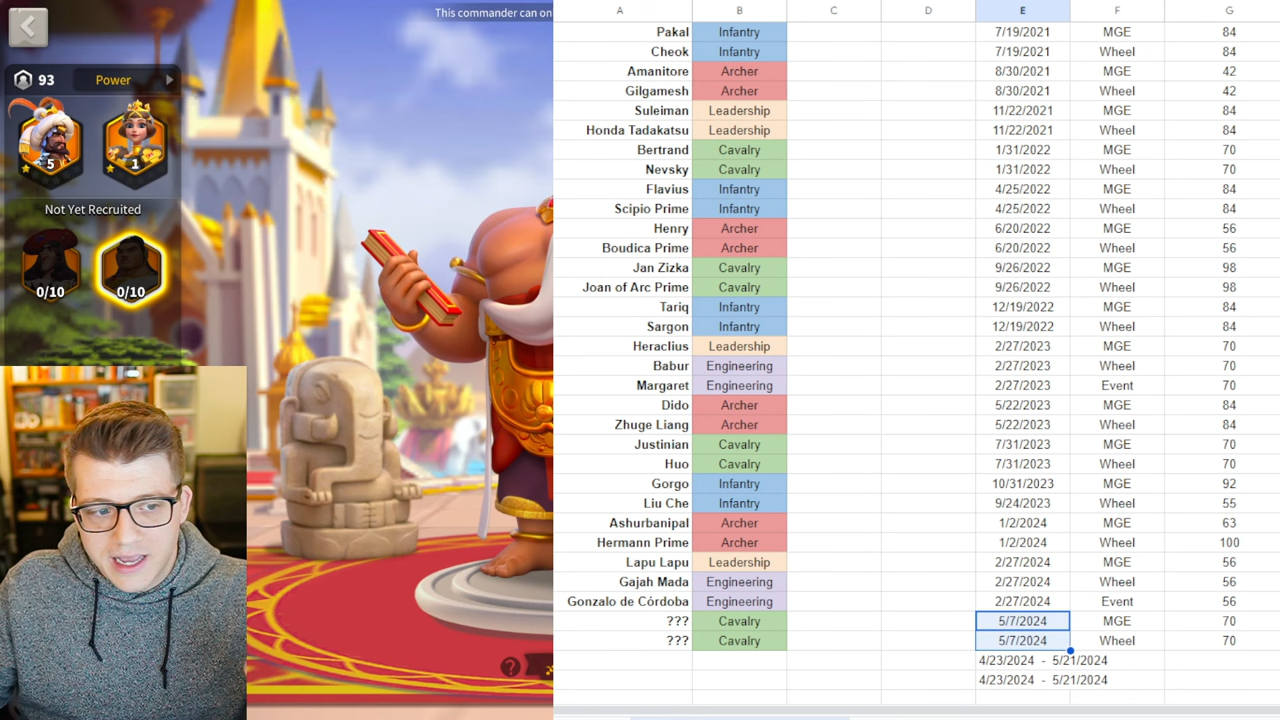 This commander can on
93 Power
5 1
Not Yet Recruited
0/10 0/10
?
A B C D E F G
Pakal Infantry 7/19/2021 MGE 84
Cheok Infantry 7/19/2021 Wheel 84
Amanitore Archer 8/30/2021 MGE 42
Gilgamesh Archer 8/30/2021 Wheel 42
Suleiman Leadership 11/22/2021 MGE 84
Honda Tadakatsu Leadership 11/22/2021 Wheel 84
Bertrand Cavalry 1/31/2022 MGE 70
Nevsky Cavalry 1/31/2022 Wheel 70
Flavius Infantry 4/25/2022 MGE 84
Scipio Prime Infantry 4/25/2022 Wheel 84
Henry Archer 6/20/2022 MGE 56
Boudica Prime Archer 6/20/2022 Wheel 56
Jan Zizka Cavalry 9/26/2022 MGE 98
Joan of Arc Prime Cavalry 9/26/2022 Wheel 98
Tariq Infantry 12/19/2022 MGE 84
Sargon Infantry 12/19/2022 Wheel 84
Heraclius Leadership 2/27/2023 MGE 70
Babur Engineering 2/27/2023 Wheel 70
Margaret Engineering 2/27/2023 Event 70
Dido Archer 5/22/2023 MGE 84
Zhuge Liang Archer 5/22/2023 Wheel 84
Justinian Cavalry 7/31/2023 MGE 70
Huo Cavalry 7/31/2023 Wheel 70
Gorgo Infantry 10/31/2023 MGE 92
Liu Che Infantry 9/24/2023 Wheel 55
Ashurbanipal Archer 1/2/2024 MGE 63
Hermann Prime Archer 1/2/2024 Wheel 100
Lapu Lapu Leadership 2/27/2024 MGE 56
Gajah Mada Engineering 2/27/2024 Wheel 56
Gonzalo de Córdoba Engineering 2/27/2024 Event 56
??? Cavalry 5/7/2024 MGE 70
??? Cavalry 5/7/2024 Wheel 70
4/23/2024 - 5/21/2024
4/23/2024 - 5/21/2024